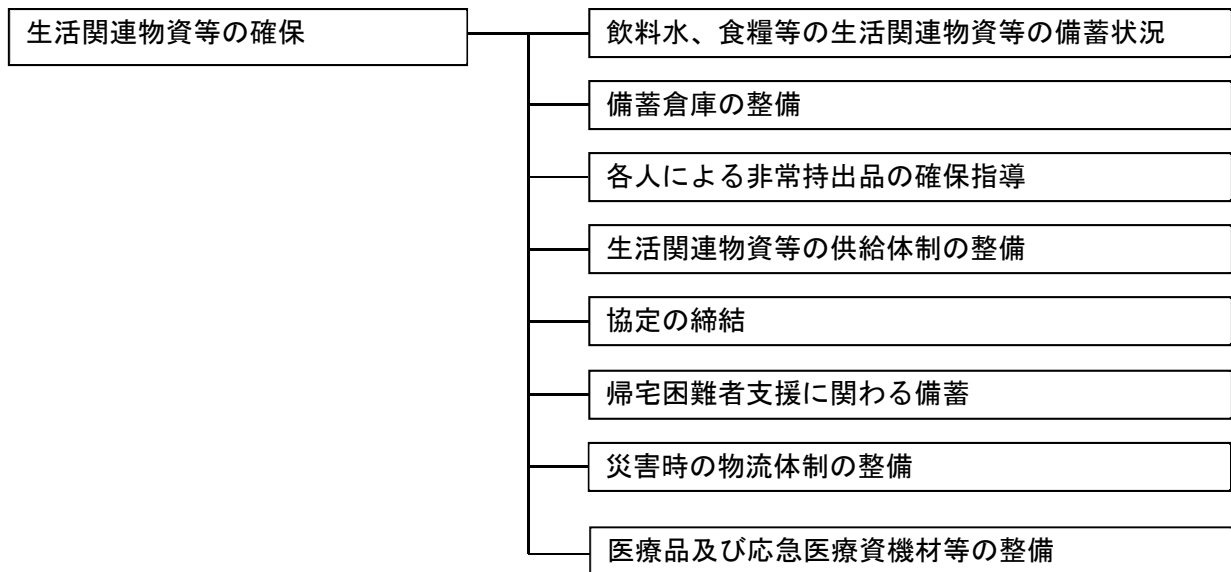 生活関連物資等の確保
飲料水、食糧等の生活関連物資等の備蓄状況
備蓄倉庫の整備
各人による非常持出品の確保指導
生活関連物資等の供給体制の整備
協定の締結
帰宅困難者支援に関わる備蓄
災害時の物流体制の整備
医療品及び応急医療資機材等の整備